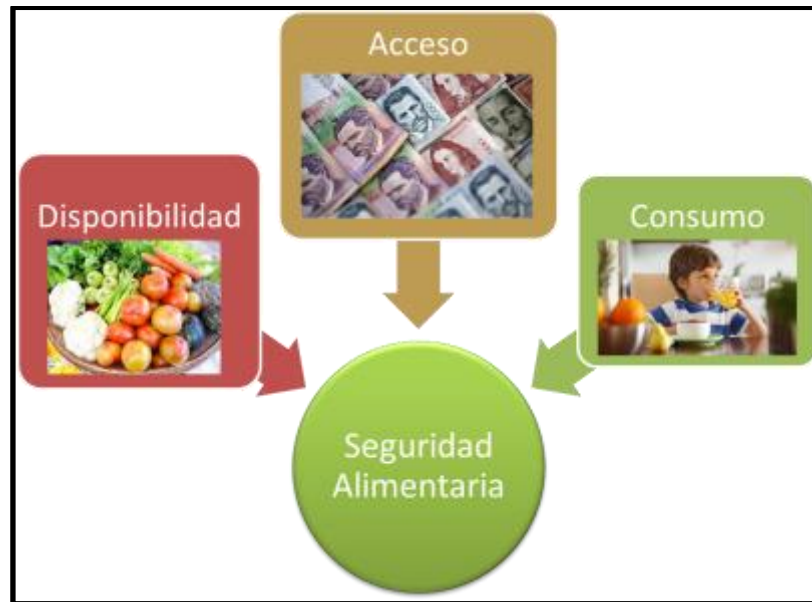 Acceso
Disponibilidad
Consumo
Seguridad
Alimentaria